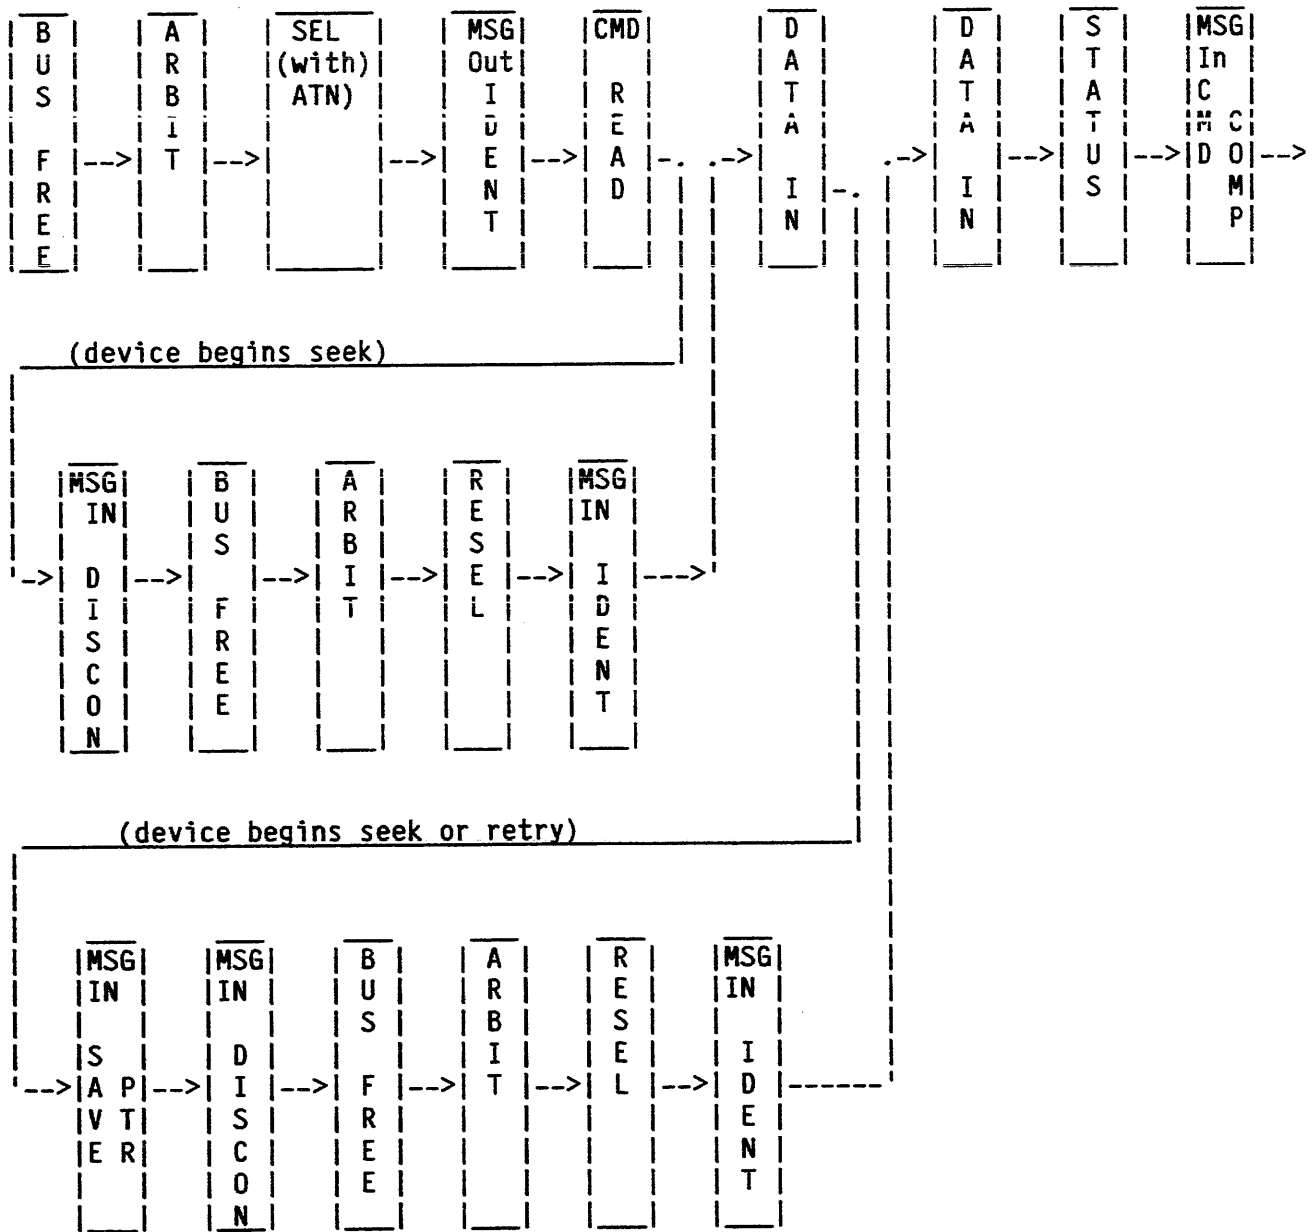 BUS FREE
ARBIT
SEL
(with)
ATN)
MSG
Out
IDENT
CMD
READ
DATA IN
DATA IN
STATUS
MSG
In
CMD COMP
(device begins seek)
MSG
IN
DISCON
BUS FREE
ARBIT
RESEL
MSG
IN
IDENT
(device begins seek or retry)
MSG
IN
SAVE PTR
MSG
IN
DISCON
BUS FREE
ARBIT
RESEL
MSG
IN
IDENT